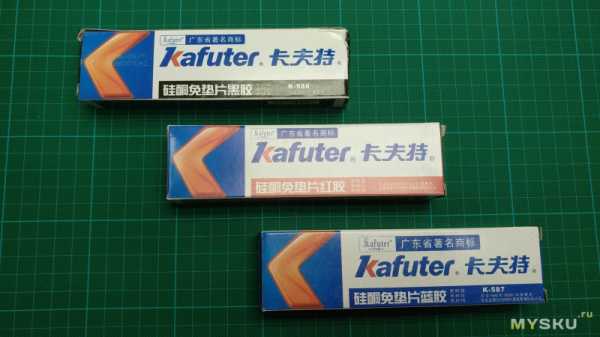 Kafuter 广东省著名商标
Kafuter® 卡夫特®
硅酮免垫片黑胶 K-586
Kafuter 广东省著名商标
Kafuter® 卡夫特®
硅酮免垫片红胶
Kafuter 广东省著名商标
Kafuter® 卡夫特®
硅酮免垫片蓝胶 K-587
MYSKU.ru